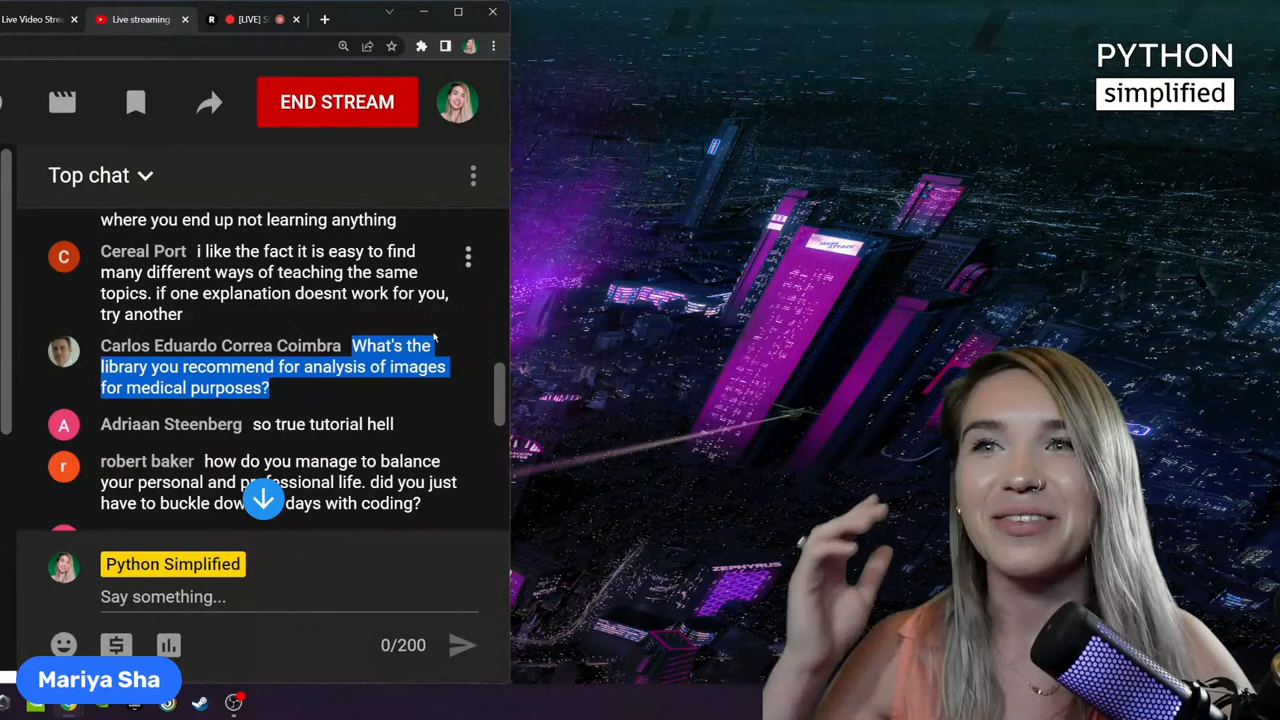 Live Video Stre
Live streaming
[LIVE] S
PYTHON
simplified
END STREAM
Top chat
where you end up not learning anything
C
Cereal Port i like the fact it is easy to find
many different ways of teaching the same
topics. if one explanation doesnt work for you,
try another
Carlos Eduardo Correa Coimbra What's the
library you recommend for analysis of images
for medical purposes?
A
Adriaan Steenberg so true tutorial hell
r
robert baker how do you manage to balance
your personal and professional life. did you just
have to buckle dow days with coding?
Python Simplified
Say something...
0/200
Mariya Sha
ZEPHYRUS